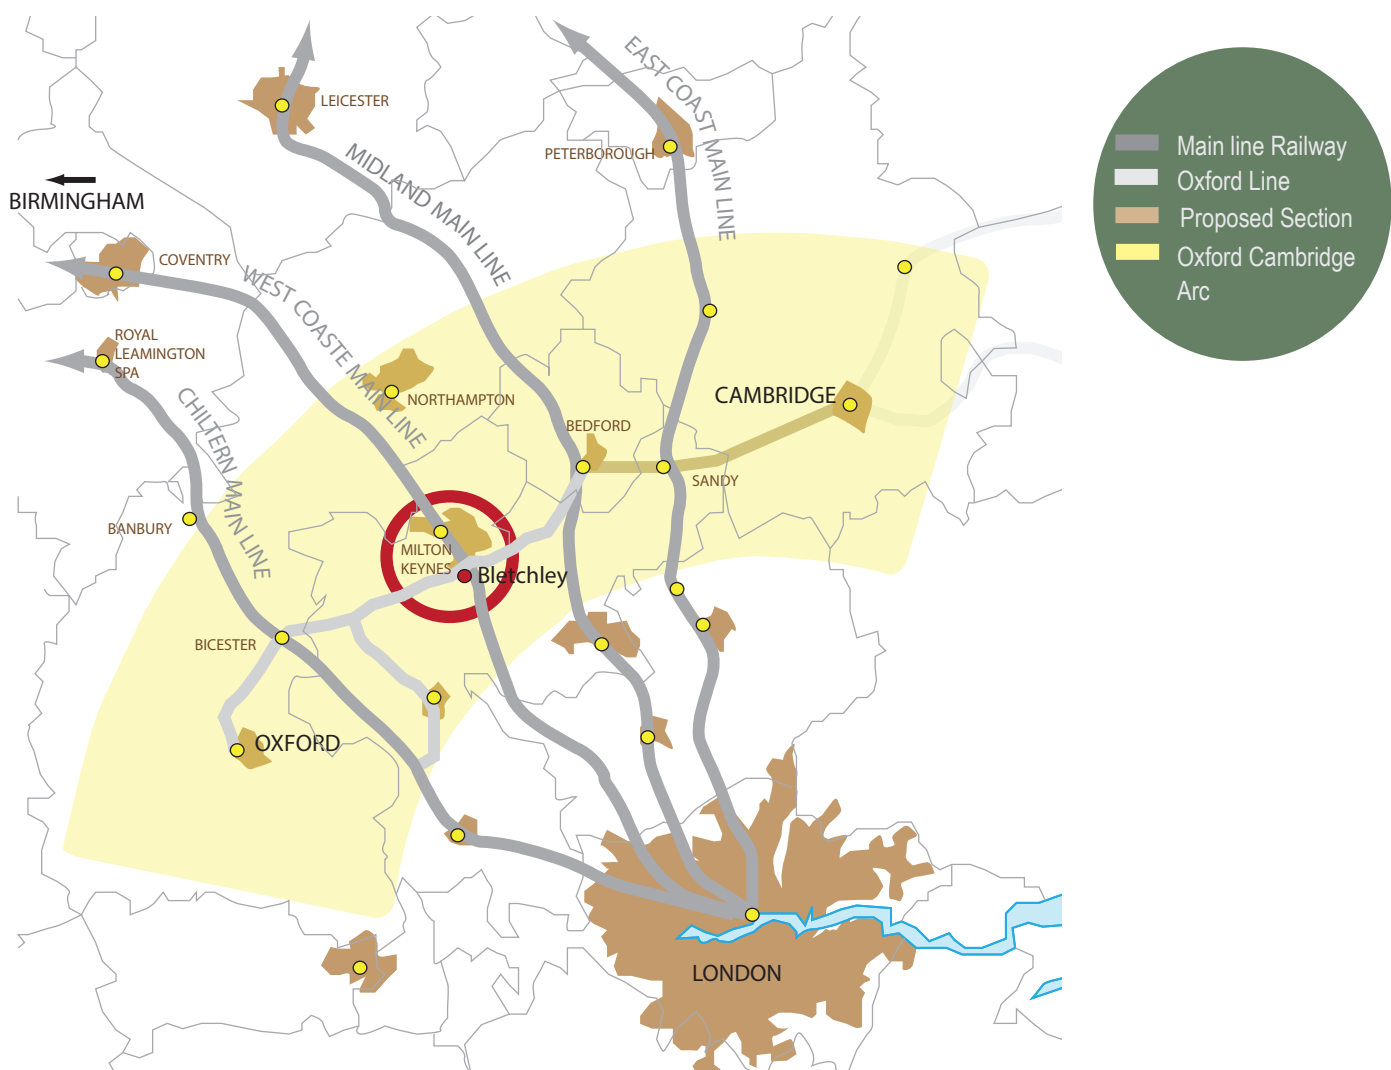 EAST COAST MAIN LINE
LEICESTER
MIDLAND MAIN LINE
PETERBOROUGH
BIRMINGHAM
COVENTRY
WEST COASTE MAIN LINE
ROYAL
LEAMINGTON
SPA
CHILTERN MAIN LINE
NORTHAMPTON
CAMBRIDGE
BEDFORD
SANDY
BANBURY
MILTON
KEYNES
Bletchley
BICESTER
OXFORD
LONDON
Main line Railway
Oxford Line
Proposed Section
Oxford Cambridge
Arc